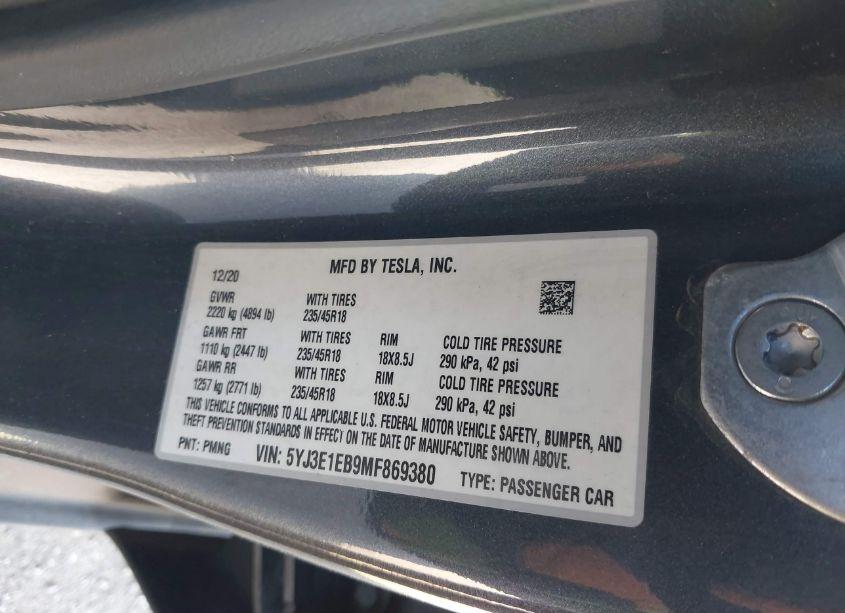 MFD BY TESLA, INC.
12/20
GVWR WITH TIRES
2220 kg (4894 lb) 235/45R18
GAWR FRT WITH TIRES RIM COLD TIRE PRESSURE
1110 kg (2447 lb) 235/45R18 18X8.5J 290 kPa, 42 psi
GAWR RR WITH TIRES RIM COLD TIRE PRESSURE
1257 kg (2771 lb) 235/45R18 18X8.5J 290 kPa, 42 psi
THIS VEHICLE CONFORMS TO ALL APPLICABLE U.S. FEDERAL MOTOR VEHICLE SAFETY, BUMPER, AND
THEFT PREVENTION STANDARDS IN EFFECT ON THE DATE OF MANUFACTURE SHOWN ABOVE.
PNT: PMNG VIN: 5YJ3E1EB9MF869380 TYPE: PASSENGER CAR